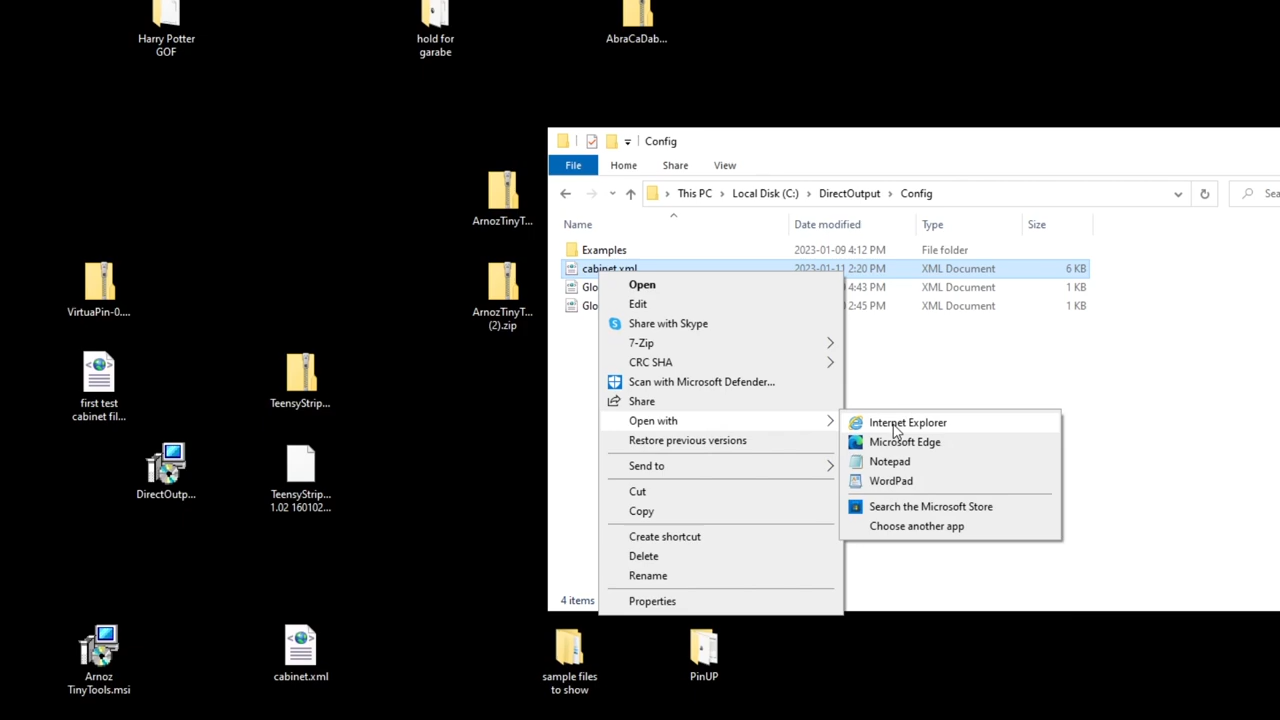 Harry Potter
GOF
hold for
garabe
AbraCaDab...
ArnozTinyT...
VirtuaPin-0....
ArnozTinyT...
(2).zip
first test
cabinet fil...
TeensyStrip...
DirectOutp...
TeensyStrip...
1.02 160102...
Arnoz
TinyTools.msi
cabinet.xml
sample files
to show
PinUP
Config
File Home Share View
This PC Local Disk (C:) DirectOutput Config
Sea
Name Date modified Type Size
Examples 2023-01-09 4:12 PM File folder
cabinet.xml 2023-01-11 2:20 PM XML Document 6 KB
Glo 4:43 PM XML Document 1 KB
Glo 2:45 PM XML Document 1 KB
4 items
Open
Edit
Share with Skype
7-Zip
CRC SHA
Scan with Microsoft Defender...
Share
Open with
Restore previous versions
Send to
Cut
Copy
Create shortcut
Delete
Rename
Properties
Internet Explorer
Microsoft Edge
Notepad
WordPad
Search the Microsoft Store
Choose another app